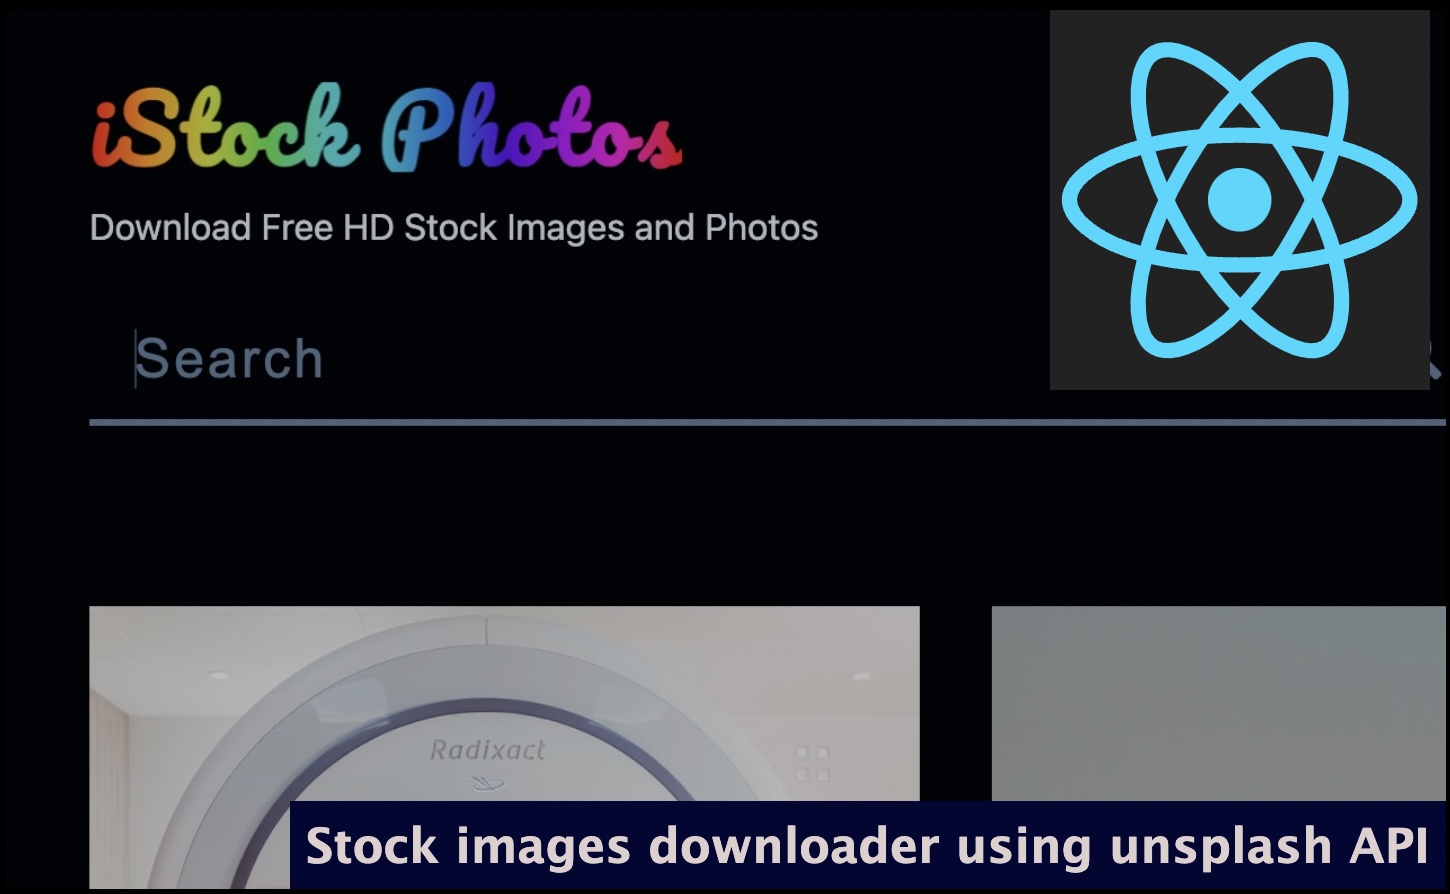 iStock Photos
Download Free HD Stock Images and Photos
Search
Radixact
Stock images downloader using unsplash API